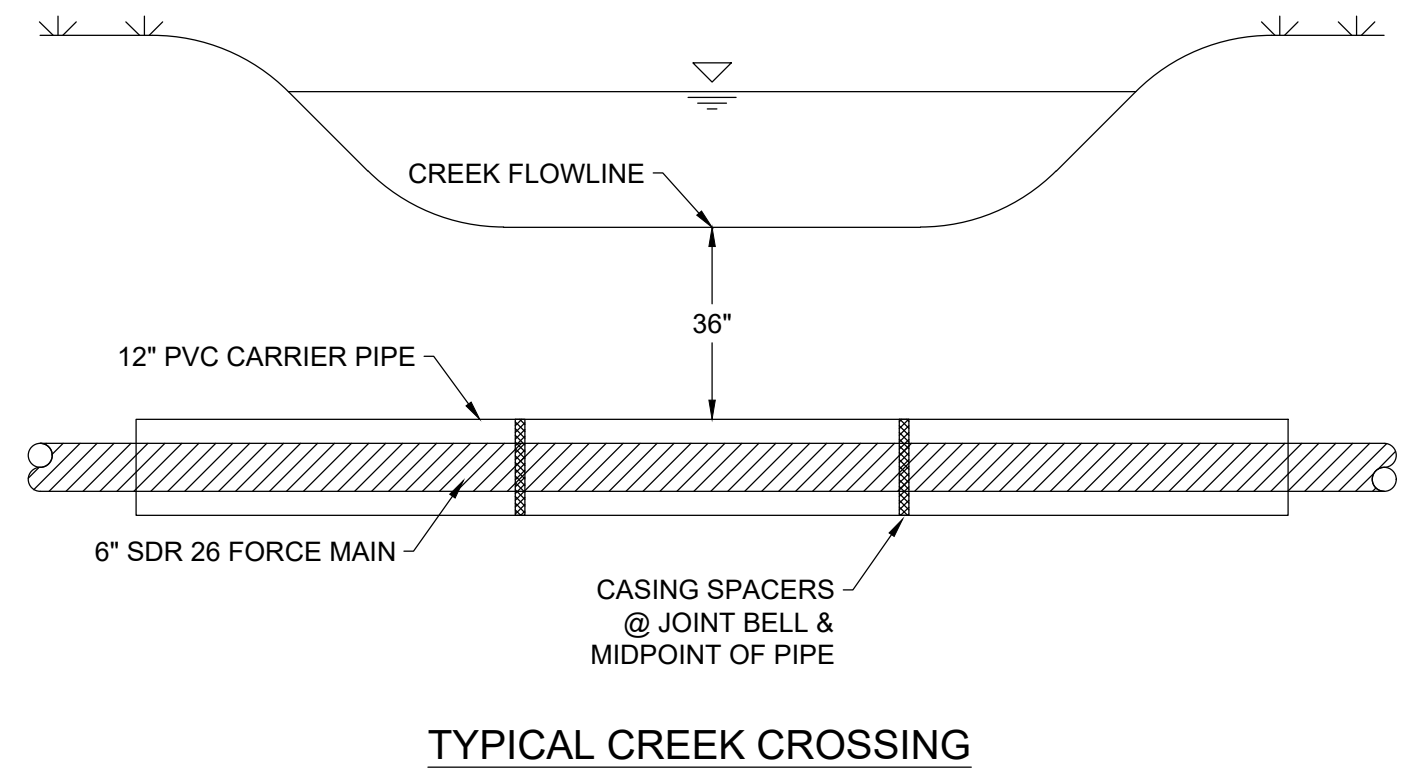 CREEK FLOWLINE
36"
12" PVC CARRIER PIPE
6" SDR 26 FORCE MAIN
CASING SPACERS
@ JOINT BELL &
MIDPOINT OF PIPE
TYPICAL CREEK CROSSING